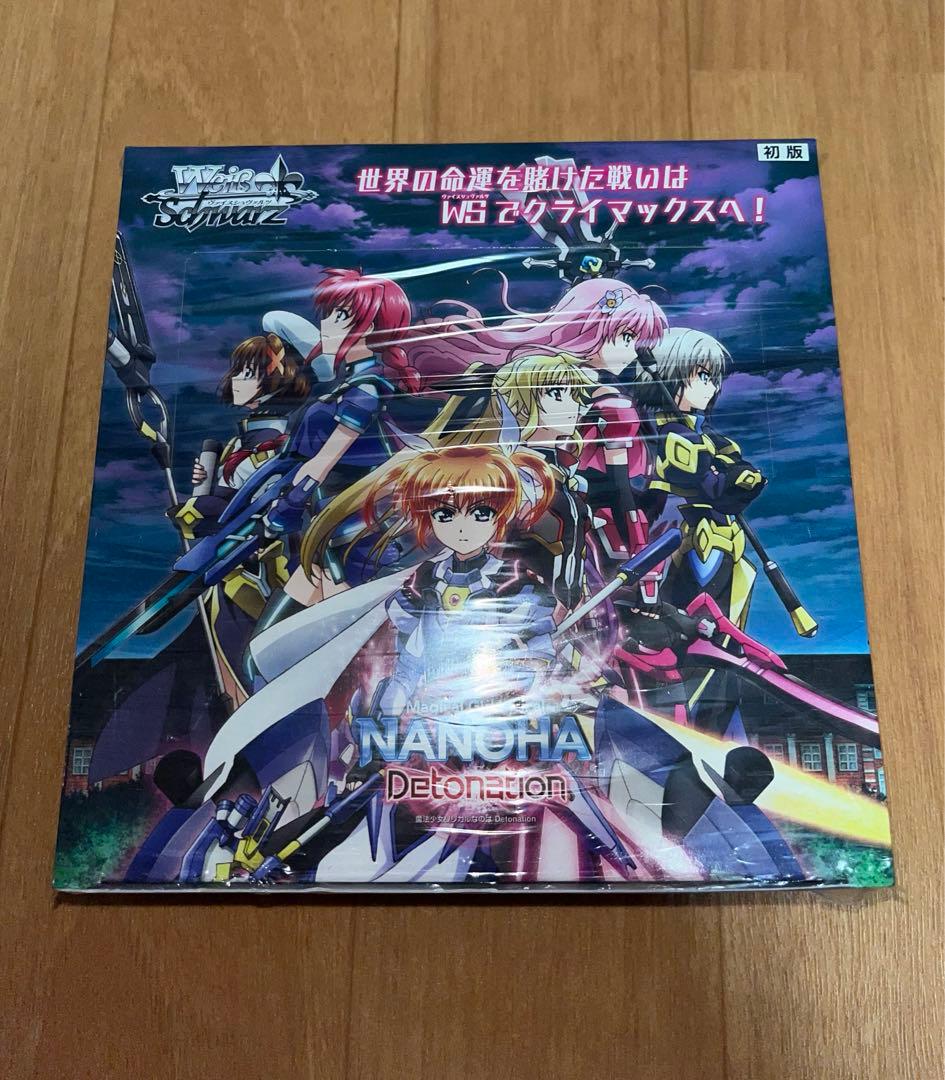 初版
Weiß
ヴァイスシュヴァルツ
Schwarz
世界の命運を賭けた戦いは
ヴァイスシュヴァルツ
WSでクライマックスへ!
Magical
NANOHA
Detonation
魔法少女リリカルなのは Detonation